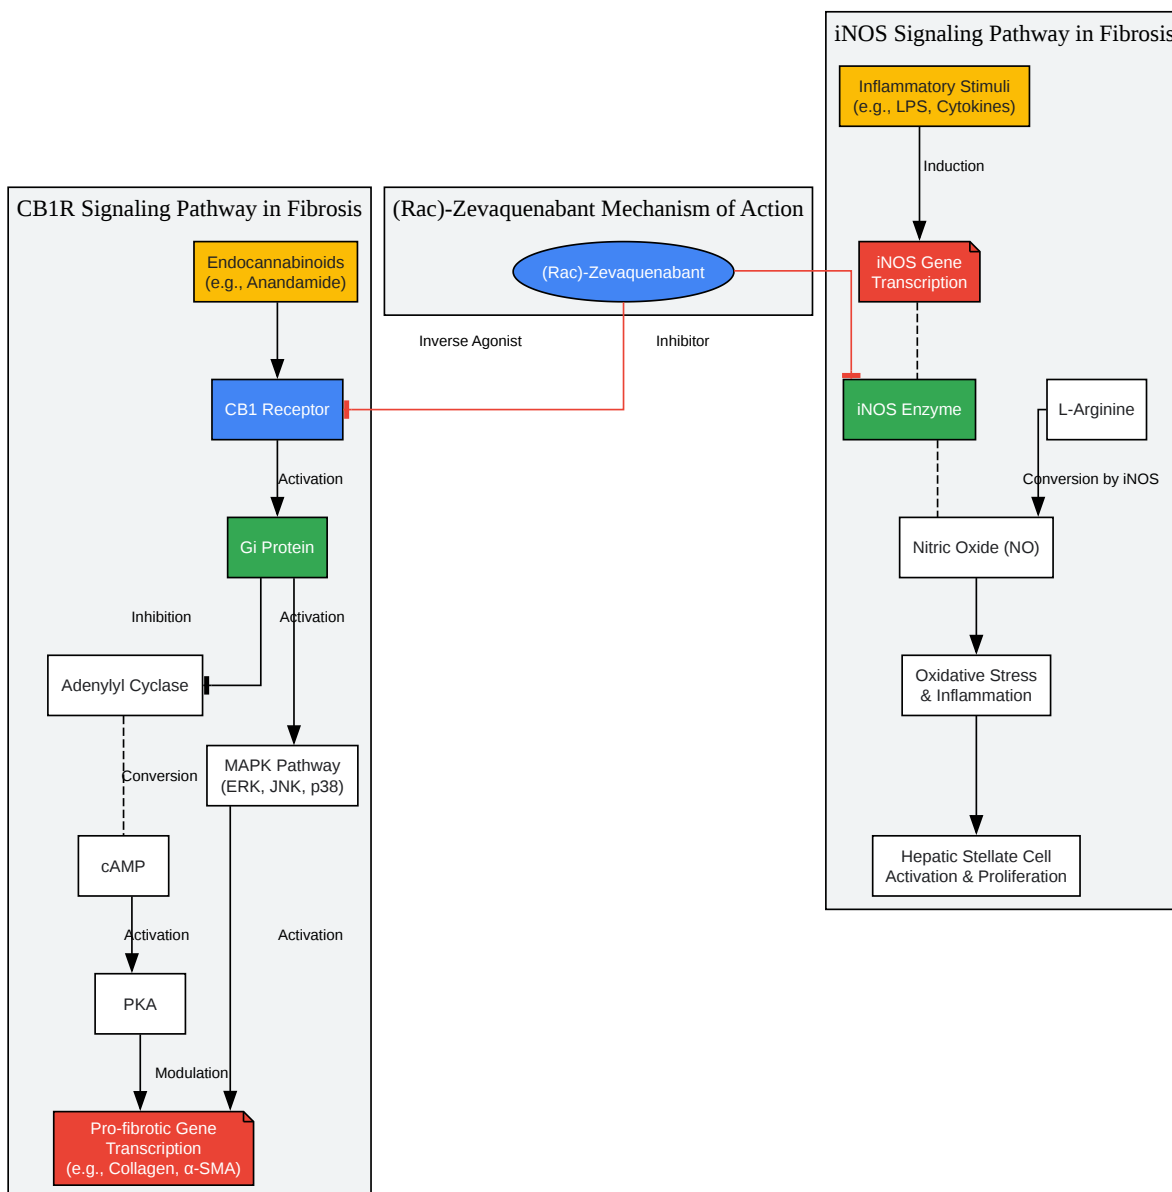 iNOS Signaling Pathway in Fibrosis
Inflammatory Stimuli
(e.g., LPS, Cytokines)
Induction
CB1R Signaling Pathway in Fibrosis
(Rac)-Zevaquenabant Mechanism of Action
Endocannabinoids
(e.g., Anandamide)
(Rac)-Zevaquenabant
iNOS Gene
Transcription
Inverse Agonist
Inhibitor
CB1 Receptor
iNOS Enzyme
L-Arginine
Activation
Conversion by iNOS
Gi Protein
Nitric Oxide (NO)
Inhibition
Activation
Adenylyl Cyclase
Oxidative Stress
& Inflammation
Conversion
MAPK Pathway
(ERK, JNK, p38)
cAMP
Hepatic Stellate Cell
Activation & Proliferation
Activation
Activation
PKA
Modulation
Pro-fibrotic Gene
Transcription
(e.g., Collagen, α-SMA)